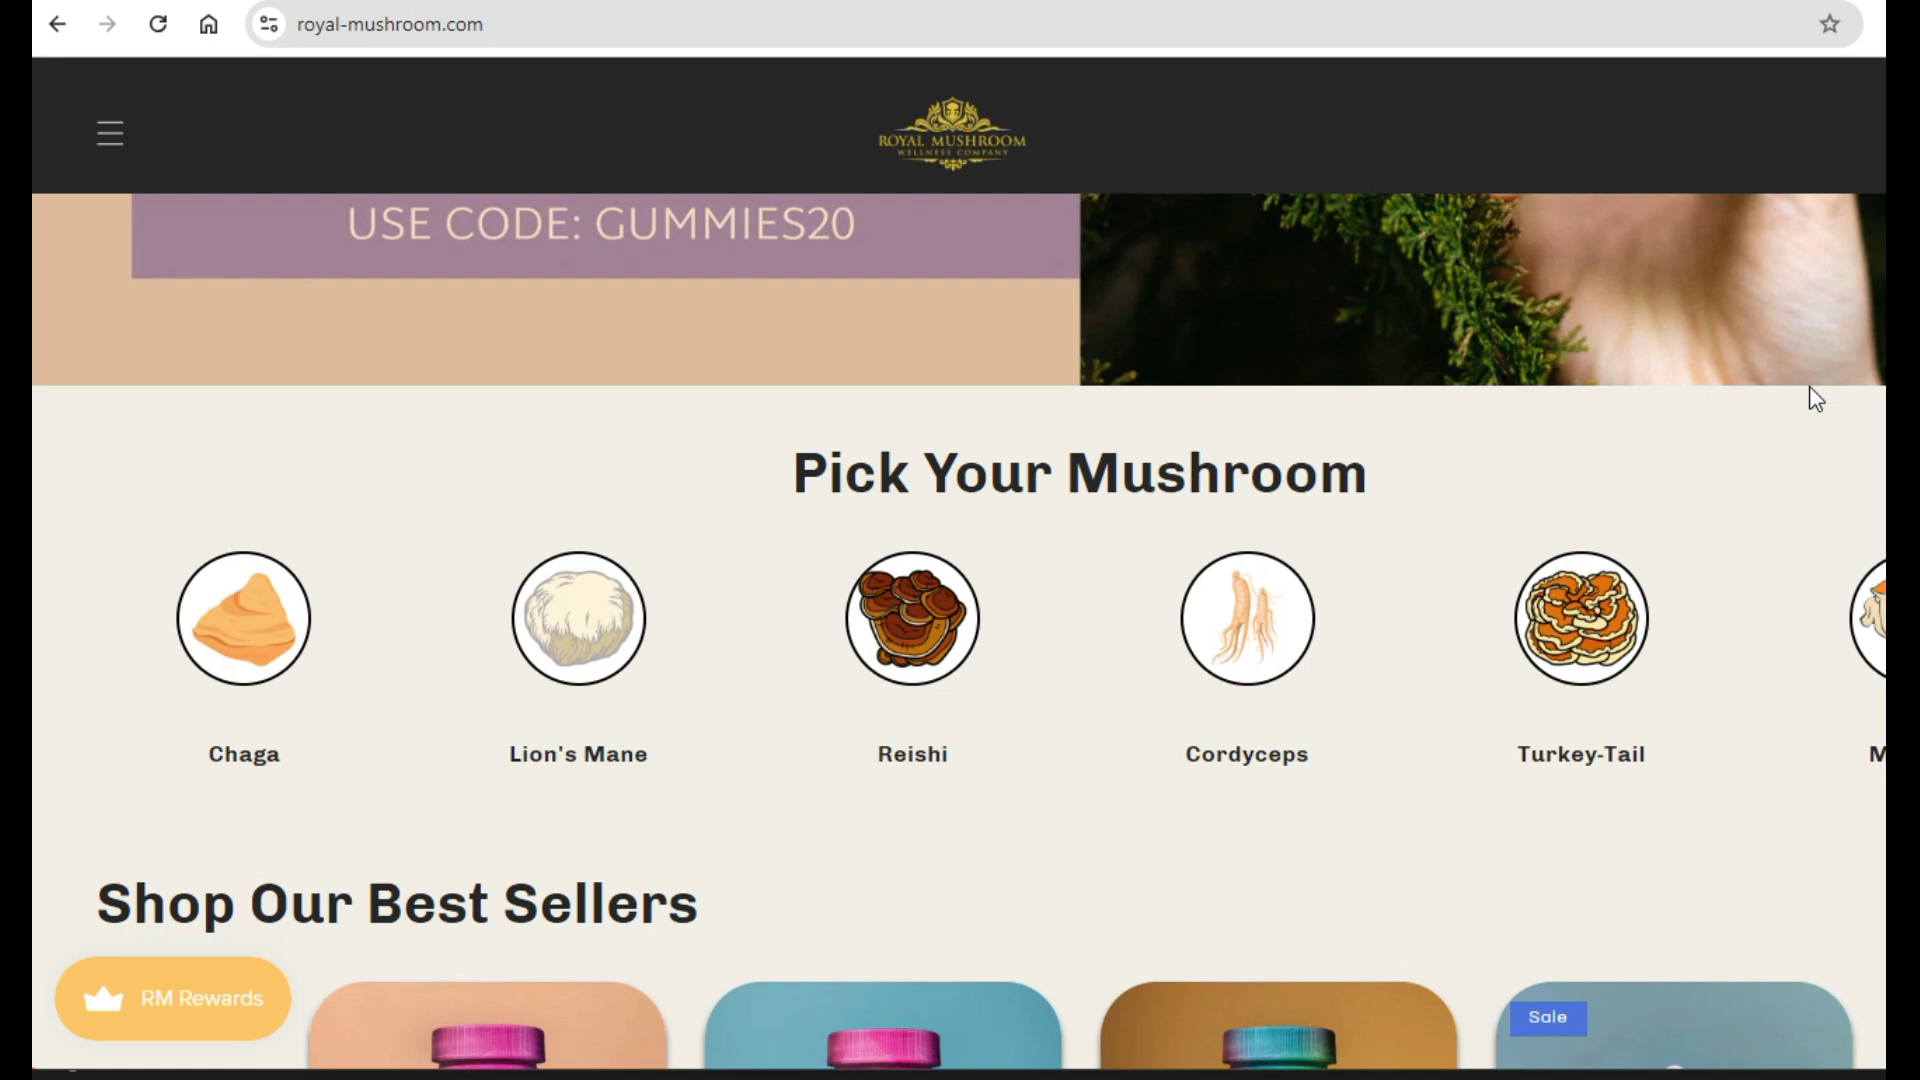 royal-mushroom.com
ROYAL MUSHROOM
WELLNESS COMPANY
USE CODE: GUMMIES20
Pick Your Mushroom
Chaga
Lion's Mane
Reishi
Cordyceps
Turkey-Tail
M
Shop Our Best Sellers
RM Rewards
Sale